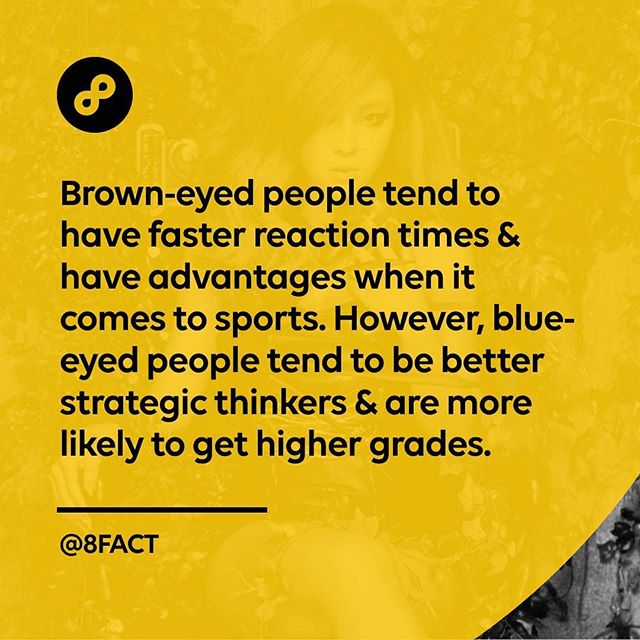 Brown-eyed people tend to
have faster reaction times &
have advantages when it
comes to sports. However, blue-
eyed people tend to be better
strategic thinkers & are more
likely to get higher grades.
@8FACT